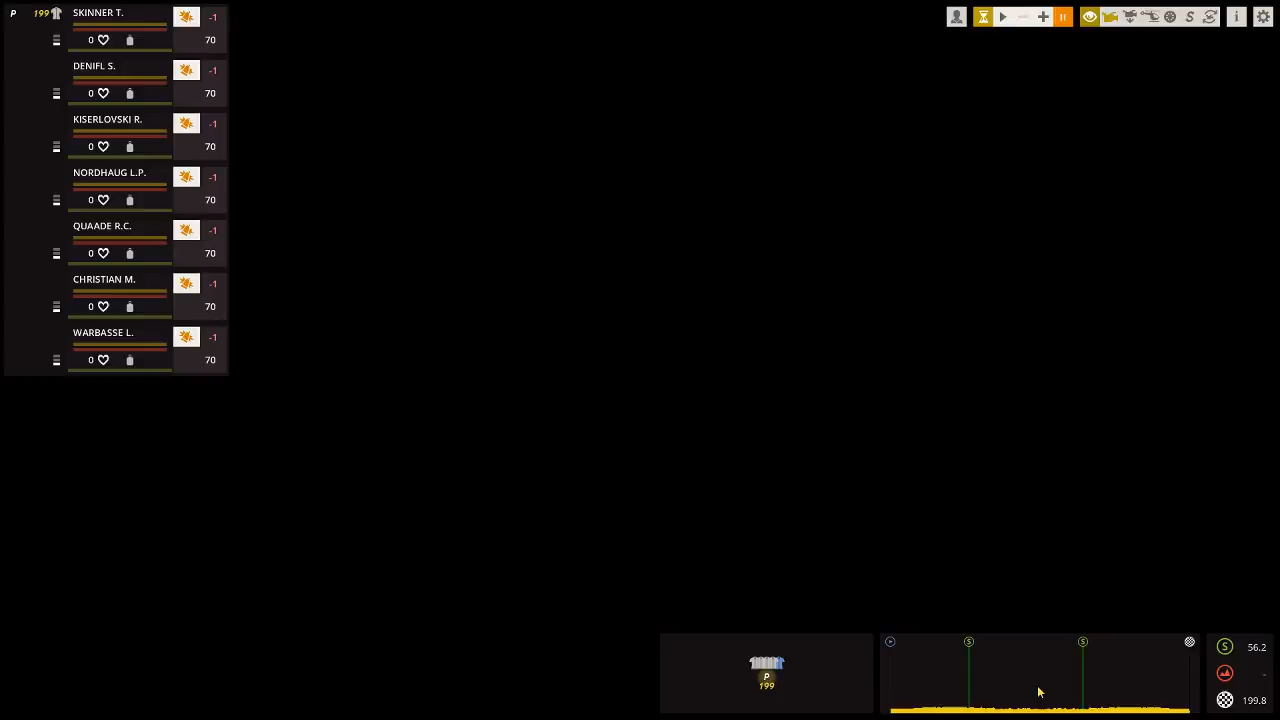 P 199 SKINNER T. -1
0 70
DENIFL S. -1
0 70
KISERLOVSKI R. -1
0 70
NORDHAUG L.P. -1
0 70
QUAADE R.C. -1
0 70
CHRISTIAN M. -1
0 70
WARBASSE L. -1
0 70
S
i
P
199
S
S
S 56.2
-
199.8